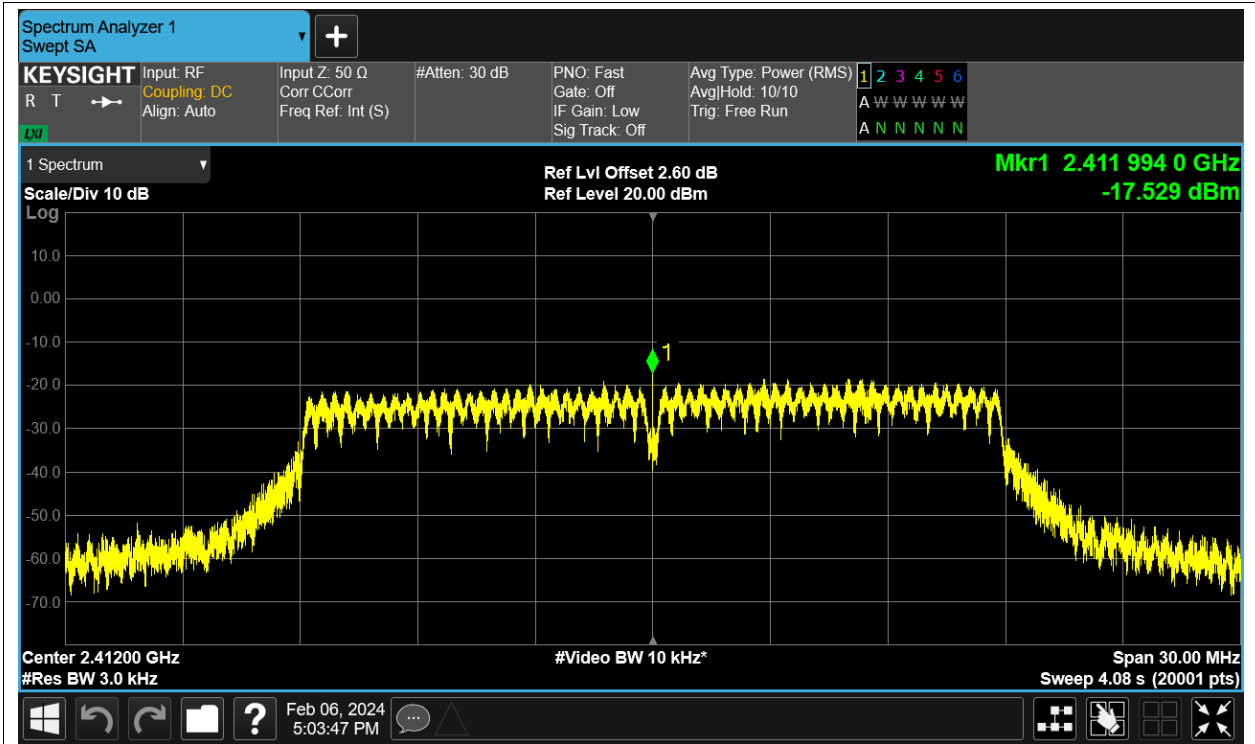 Spectrum Analyzer 1
Swept SA
KEYSIGHT
R T
LXI
Input: RF
Coupling: DC
Align: Auto
Input Z: 50 Ω
Corr CCorr
Freq Ref: Int (S)
#Atten: 30 dB
PNO: Fast
Gate: Off
IF Gain: Low
Sig Track: Off
Avg Type: Power (RMS)
Avg|Hold: 10/10
Trig: Free Run
1 2 3 4 5 6
A W W W W W
A N N N N N
1 Spectrum
Scale/Div 10 dB
Log
Ref Lvl Offset 2.60 dB
Ref Level 20.00 dBm
Mkr1 2.411 994 0 GHz
-17.529 dBm
10.0
0.00
-10.0
1
-20.0
-30.0
-40.0
-50.0
-60.0
-70.0
Center 2.41200 GHz
#Res BW 3.0 kHz
#Video BW 10 kHz*
Span 30.00 MHz
Sweep 4.08 s (20001 pts)
?
Feb 06, 2024
5:03:47 PM